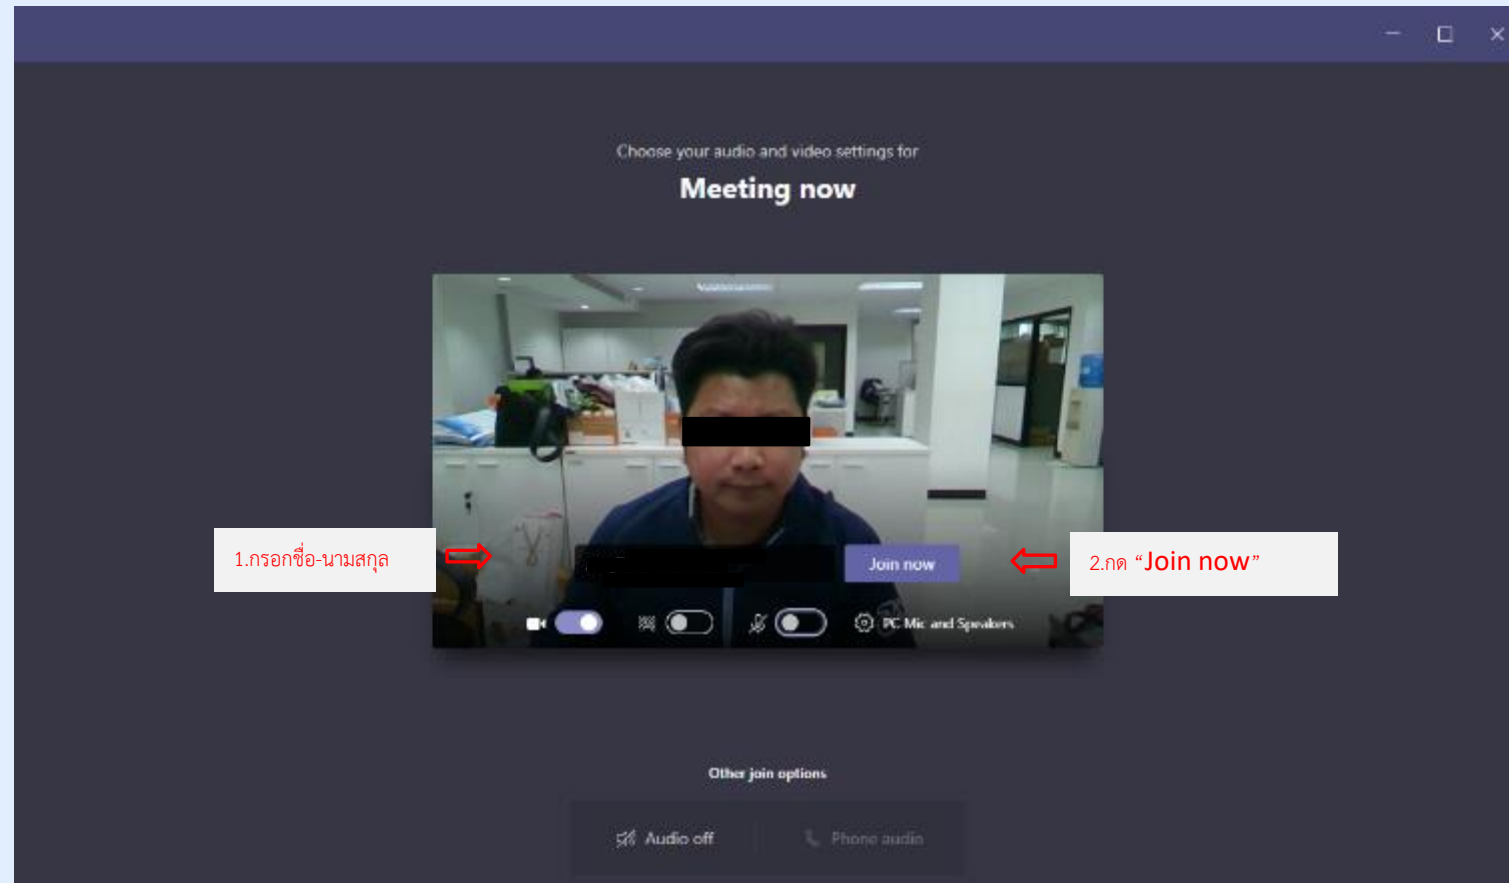 Choose your audio and video settings for
Meeting now
1.กรอกชื่อ-นามสกุล
Join now
2.กด “Join now”
PC Mic and Speakers
Other join options
Audio off
Phone audio